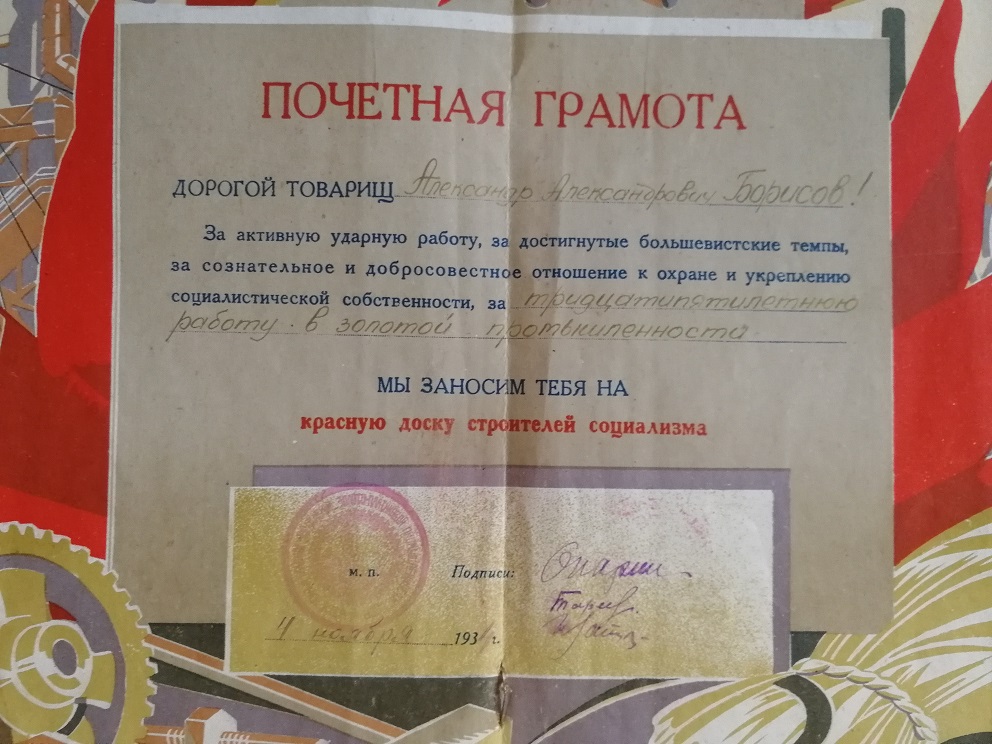 ПОЧЕТНАЯ ГРАМОТА
ДОРОГОЙ ТОВАРИЩ Александр Александрович Борисов!
За активную ударную работу, за достигнутые большевистские темпы,
за сознательное и добросовестное отношение к охране и укреплению
социалистической собственности, за тридцатипятилетнюю
работу в золотой промышленности
МЫ ЗАНОСИМ ТЕБЯ НА
красную доску строителей социализма
м. п. Подписи:
ноября 193 г.